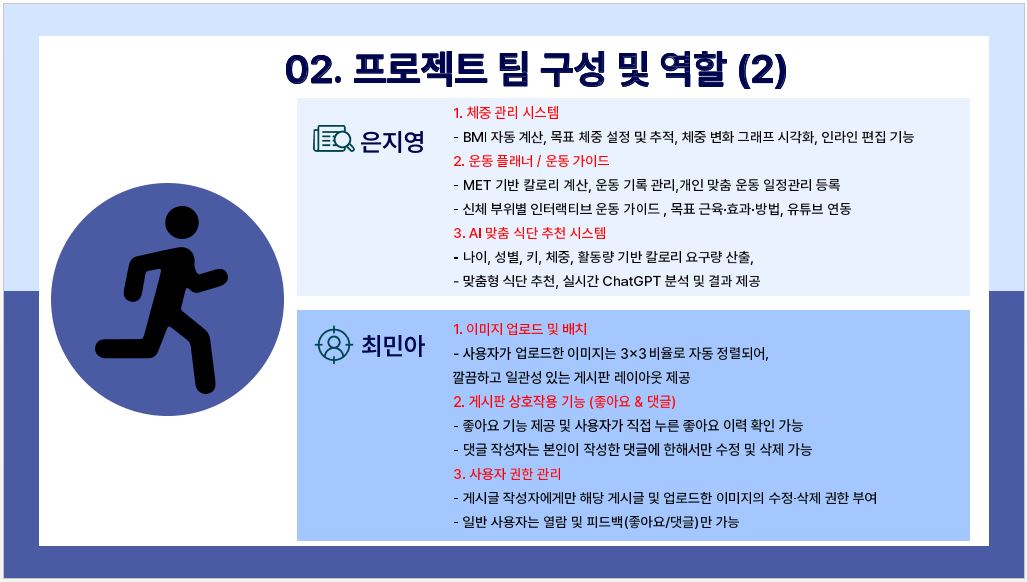 02. 프로젝트 팀 구성 및 역할 (2)
은지영
1. 체중 관리 시스템
- BMI 자동 계산, 목표 체중 설정 및 추적, 체중 변화 그래프 시각화, 인라인 편집 기능
2. 운동 플래너 / 운동 가이드
- MET 기반 칼로리 계산, 운동 기록 관리,개인 맞춤 운동 일정관리 등록
- 신체 부위별 인터랙티브 운동 가이드 , 목표 근육·효과·방법, 유튜브 연동
3. AI 맞춤 식단 추천 시스템
- 나이, 성별, 키, 체중, 활동량 기반 칼로리 요구량 산출,
- 맞춤형 식단 추천, 실시간 ChatGPT 분석 및 결과 제공
최민아
1. 이미지 업로드 및 배치
- 사용자가 업로드한 이미지는 3×3 비율로 자동 정렬되어,
깔끔하고 일관성 있는 게시판 레이아웃 제공
2. 게시판 상호작용 기능 (좋아요 & 댓글)
- 좋아요 기능 제공 및 사용자가 직접 누른 좋아요 이력 확인 가능
- 댓글 작성자는 본인이 작성한 댓글에 한해서만 수정 및 삭제 가능
3. 사용자 권한 관리
- 게시글 작성자에게만 해당 게시글 및 업로드한 이미지의 수정·삭제 권한 부여
- 일반 사용자는 열람 및 피드백(좋아요/댓글)만 가능